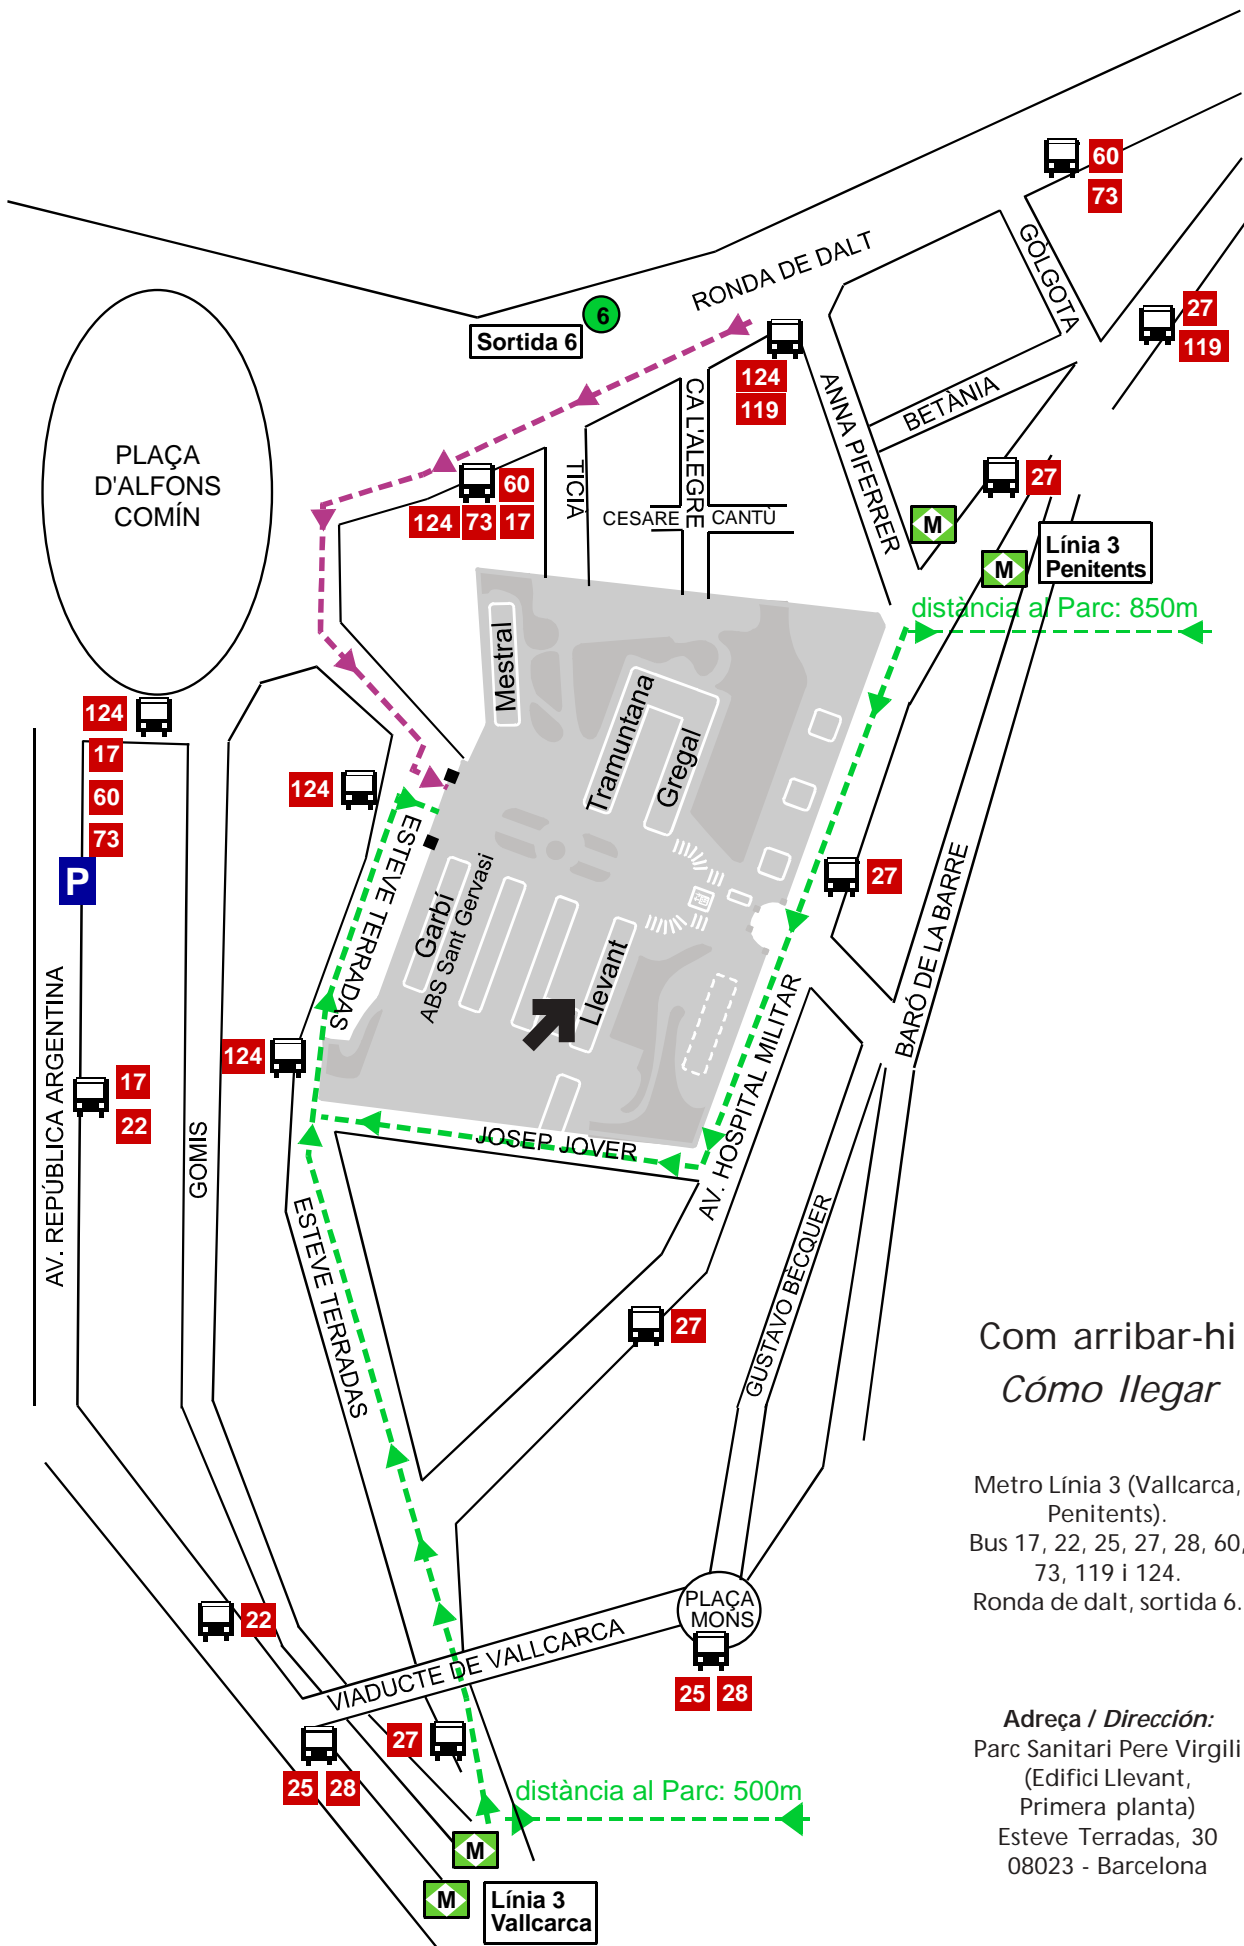 60
73
GÒLGOTA
RONDA DE DALT
6
Sortida 6
27
119
124
119
CA L'ALEGRE
ANNA PIFERRER
BETÀNIA
PLAÇA
D'ALFONS
COMÍN
60
124 73 17
TICIÀ
CESARE CANTÙ
27
M
M
Línia 3
Penitents
distància al Parc: 850m
Mestral
Tramuntana
Gregal
124
17
60
73
P
124
ESTEVE TERRADAS
Garbí
ABS Sant Gervasi
Llevant
27
BARÓ DE LA BARRE
AV. HOSPITAL MILITAR
AV. REPÚBLICA ARGENTINA
124
17
22
GOMIS
JOSEP JOVER
ESTEVE TERRADAS
GUSTAVO BÈCQUER
27
Com arribar-hi
Cómo llegar
Metro Línia 3 (Vallcarca,
Penitents).
Bus 17, 22, 25, 27, 28, 60,
73, 119 i 124.
Ronda de dalt, sortida 6.
22
VIADUCTE DE VALLCARCA
PLAÇA
MONS
25 28
27
25 28
distància al Parc: 500m
M
M
Línia 3
Vallcarca
Adreça / Dirección:
Parc Sanitari Pere Virgili
(Edifici Llevant,
Primera planta)
Esteve Terradas, 30
08023 - Barcelona